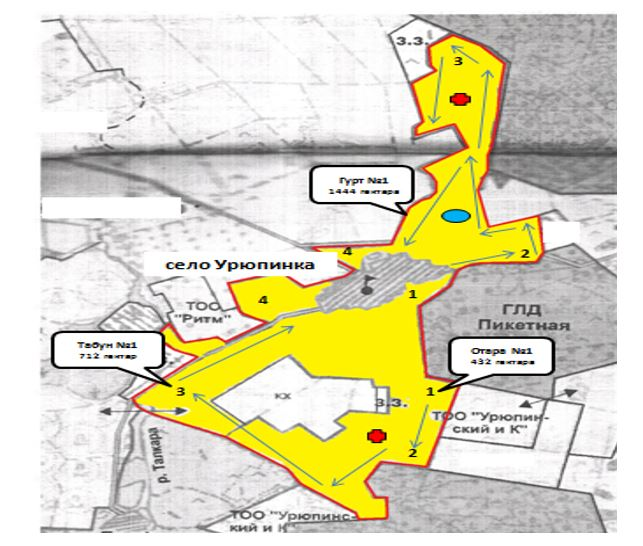 З.З.
3
Гурт №1
1444 гектара
4
2
село Урюпинка
4
1
ТОО
"Ритм"
ГЛД
Пикетная
Табун №1
712 гектар
Отара №1
432 гектара
3
КХ
З.З.
1
ТОО "Урюпин-
ский и К"
2
р. Талкара
ТОО "Урюпинс-
кий и К"